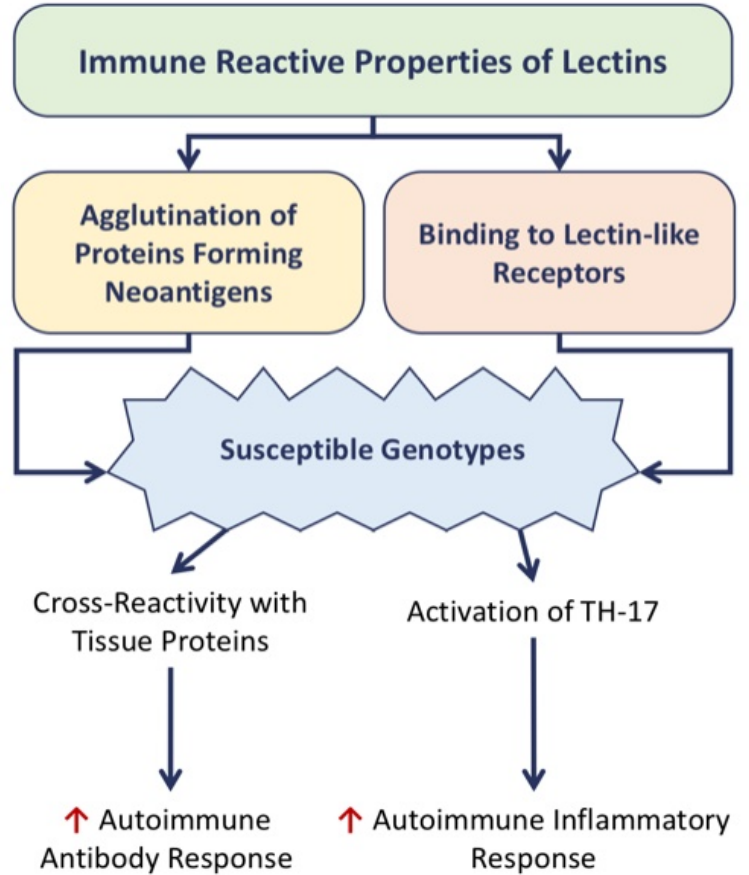 Immune Reactive Properties of Lectins
Agglutination of
Proteins Forming
Neoantigens
Binding to Lectin-like
Receptors
Susceptible Genotypes
Cross-Reactivity with
Tissue Proteins
Activation of TH-17
↑ Autoimmune
Antibody Response
↑ Autoimmune Inflammatory
Response